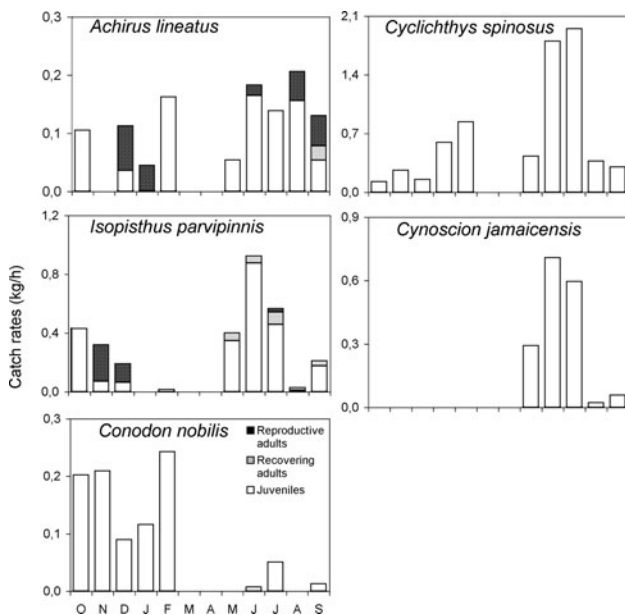 Achirus lineatus
0,3
0,2
0,1
0,0
Cyclichthys spinosus
2,1
1,4
0,7
0,0
Isopisthus parvipinnis
1,2
0,8
0,4
0,0
Cynoscion jamaicensis
0,9
0,6
0,3
0,0
Catch rates (kg/h)
Conodon nobilis
0,3
0,2
0,1
0,0
Reproductive
adults
Recovering
adults
Juveniles
O N D J F M A M J J A S